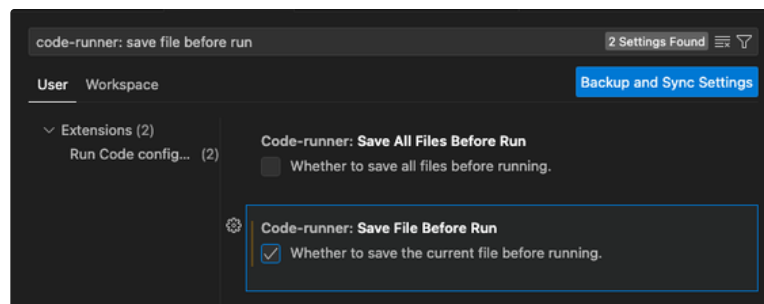 code-runner: save file before run
2 Settings Found
User Workspace
Backup and Sync Settings
Extensions (2)
Run Code config... (2)
Code-runner: Save All Files Before Run
Whether to save all files before running.
Code-runner: Save File Before Run
Whether to save the current file before running.